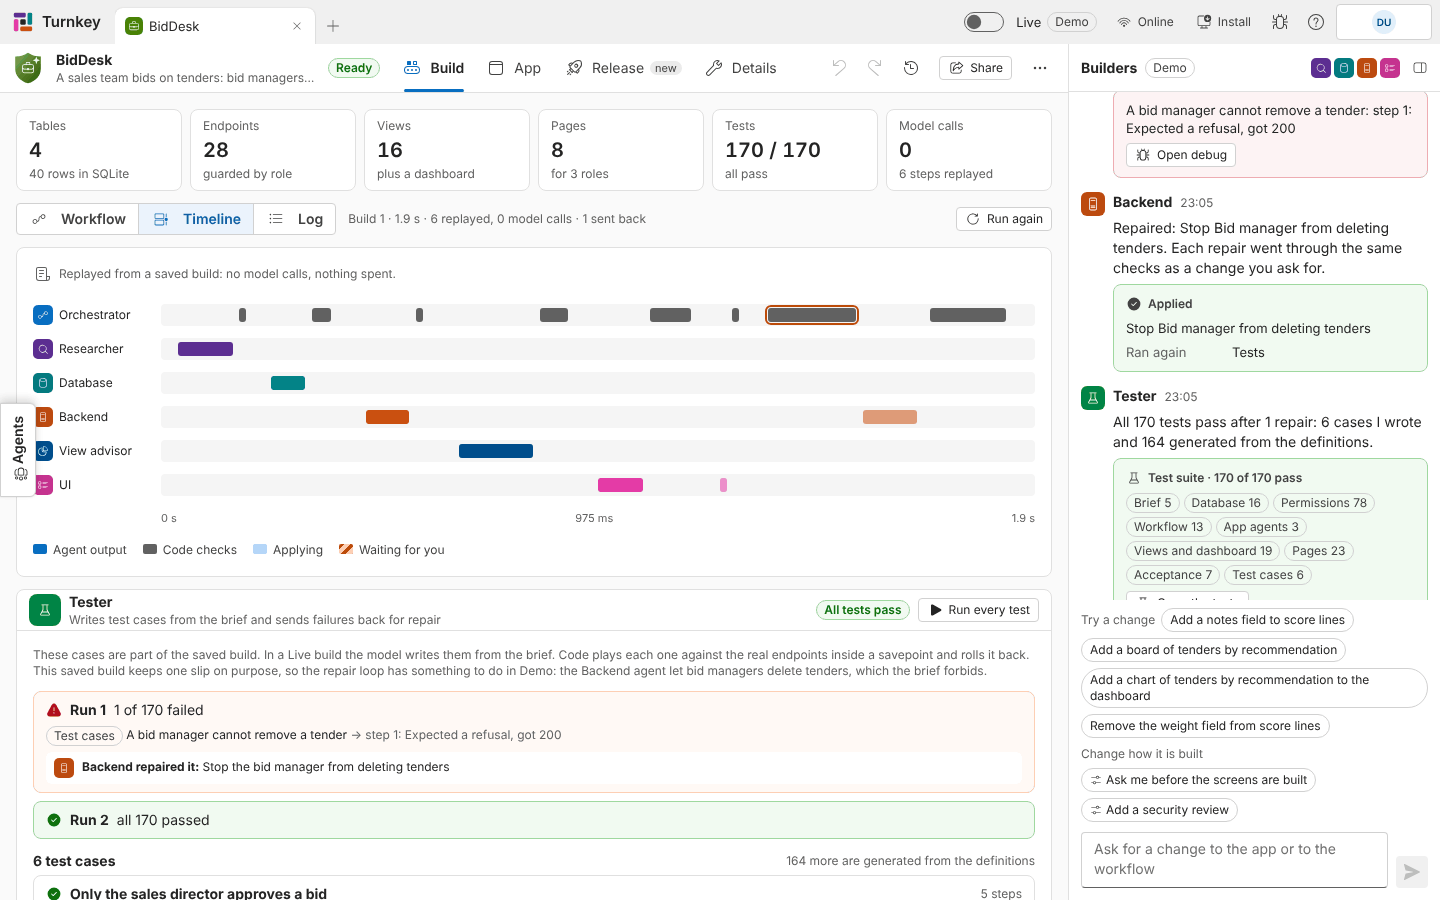 Turnkey
BidDesk
Live
Demo
Online
Install
DU
BidDesk
A sales team bids on tenders: bid managers...
Ready
Build
App
Release new
Details
Share
Builders Demo
Tables
4
40 rows in SQLite
Endpoints
28
guarded by role
Views
16
plus a dashboard
Pages
8
for 3 roles
Tests
170 / 170
all pass
Model calls
0
6 steps replayed
Workflow
Timeline
Log
Build 1 · 1.9 s · 6 replayed, 0 model calls · 1 sent back
Run again
Replayed from a saved build: no model calls, nothing spent.
Orchestrator
Researcher
Database
Backend
View advisor
UI
0 s
975 ms
1.9 s
Agent output
Code checks
Applying
Waiting for you
Agents
Tester
Writes test cases from the brief and sends failures back for repair
All tests pass
Run every test
These cases are part of the saved build. In a Live build the model writes them from the brief. Code plays each one against the real endpoints inside a savepoint and rolls it back.
This saved build keeps one slip on purpose, so the repair loop has something to do in Demo: the Backend agent let bid managers delete tenders, which the brief forbids.
Run 1 1 of 170 failed
Test cases A bid manager cannot remove a tender → step 1: Expected a refusal, got 200
Backend repaired it: Stop the bid manager from deleting tenders
Run 2 all 170 passed
6 test cases
164 more are generated from the definitions
Only the sales director approves a bid
5 steps
A bid manager cannot remove a tender: step 1:
Expected a refusal, got 200
Open debug
Backend 23:05
Repaired: Stop Bid manager from deleting
tenders. Each repair went through the same
checks as a change you ask for.
Applied
Stop Bid manager from deleting tenders
Ran again Tests
Tester 23:05
All 170 tests pass after 1 repair: 6 cases I wrote
and 164 generated from the definitions.
Test suite · 170 of 170 pass
Brief 5
Database 16
Permissions 78
Workflow 13
App agents 3
Views and dashboard 19
Pages 23
Acceptance 7
Test cases 6
Try a change
Add a notes field to score lines
Add a board of tenders by recommendation
Add a chart of tenders by recommendation to the
dashboard
Remove the weight field from score lines
Change how it is built
Ask me before the screens are built
Add a security review
Ask for a change to the app or to the
workflow